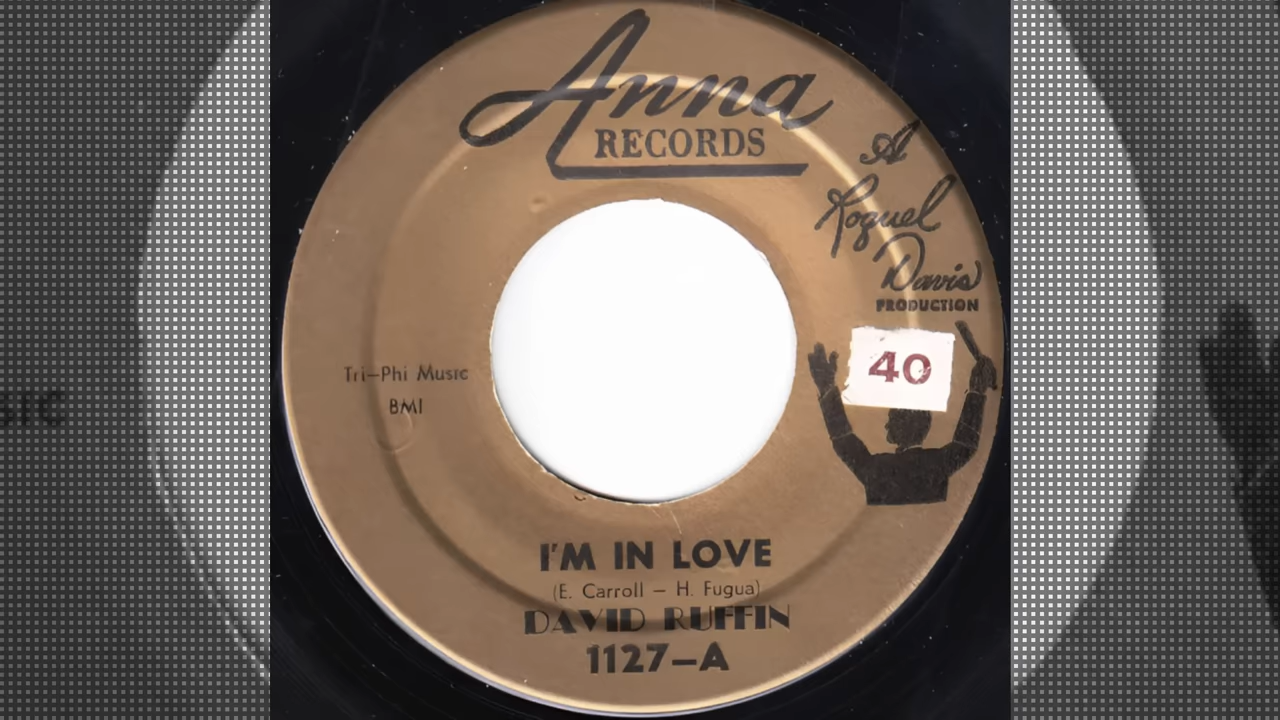 Anna
RECORDS
A
Roquel
Davis
PRODUCTION
40
Tri-Phi Music
BMI
I'M IN LOVE
(E. Carroll - H. Fugua)
DAVID RUFFIN
1127-A